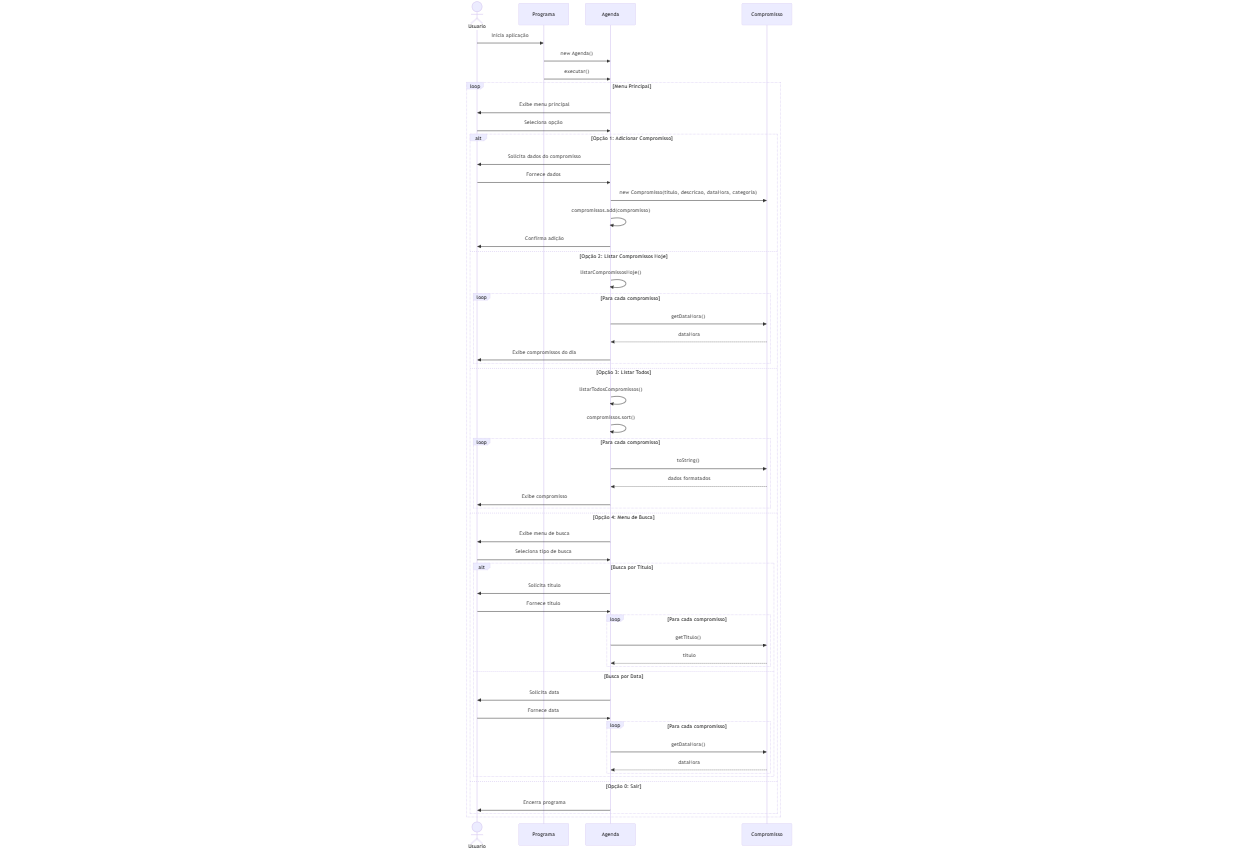 Usuario
Programa
Agenda
Compromisso
Inicia aplicação
new Agenda()
executar()
loop
[Menu Principal]
Exibe menu principal
Seleciona opção
alt
[Opção 1: Adicionar Compromisso]
Solicita dados do compromisso
Fornece dados
new Compromisso(titulo, descricao, dataHora, categoria)
compromissos.add(compromisso)
Confirma adição
[Opção 2: Listar Compromissos Hoje]
listarCompromissosHoje()
loop
[Para cada compromisso]
getDataHora()
dataHora
Exibe compromissos do dia
[Opção 3: Listar Todos]
listarTodosCompromissos()
compromissos.sort()
loop
[Para cada compromisso]
toString()
dados formatados
Exibe compromisso
[Opção 4: Menu de Busca]
Exibe menu de busca
Seleciona tipo de busca
alt
[Busca por Título]
Solicita título
Fornece título
loop
[Para cada compromisso]
getTitulo()
título
[Busca por Data]
Solicita data
Fornece data
loop
[Para cada compromisso]
getDataHora()
dataHora
[Opção 0: Sair]
Encerra programa
Usuario
Programa
Agenda
Compromisso